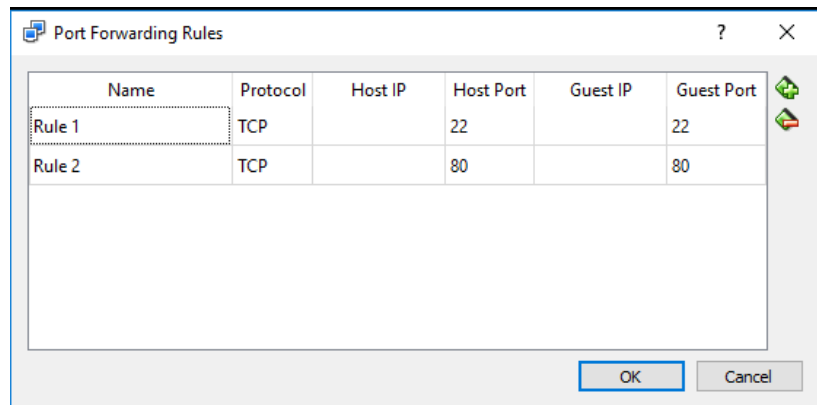 Port Forwarding Rules ? ×
Name Protocol Host IP Host Port Guest IP Guest Port
Rule 1 TCP 22 22
Rule 2 TCP 80 80
OK Cancel